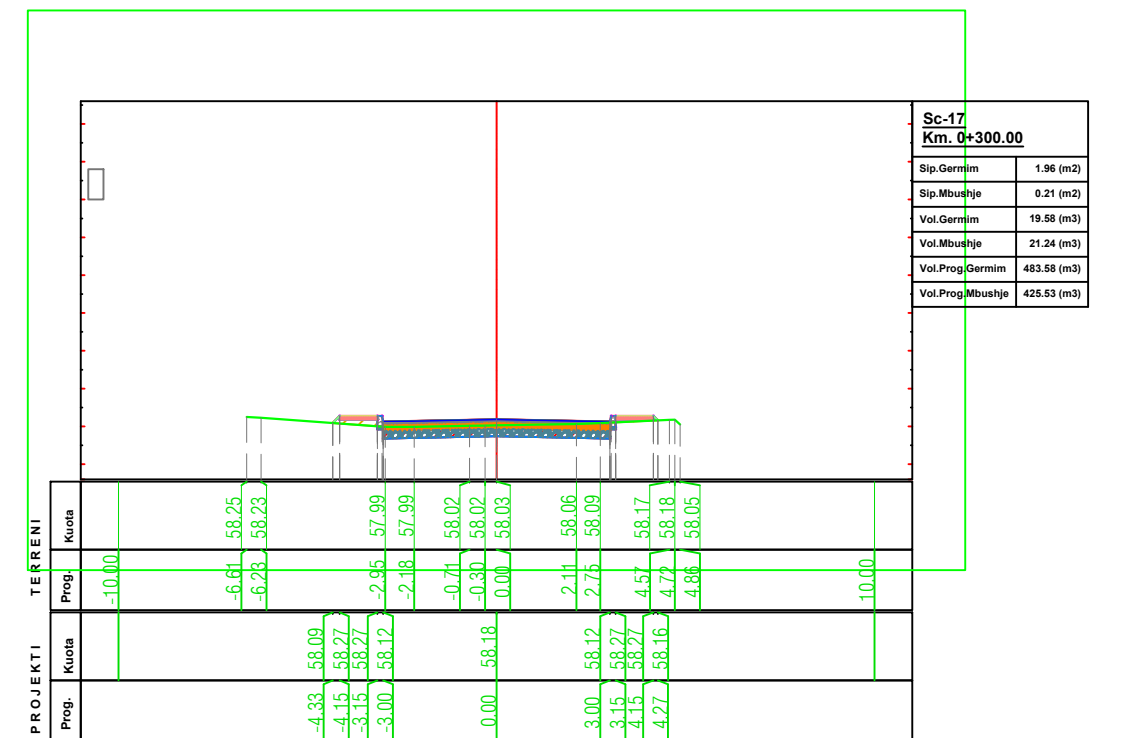 Sc-17
Km. 0+300.00
Sip.Germim 1.96 (m2)
Sip.Mbushje 0.21 (m2)
Vol.Germim 19.58 (m3)
Vol.Mbushje 21.24 (m3)
Vol.Prog.Germim 483.58 (m3)
Vol.Prog.Mbushje 425.53 (m3)
TERRENI
Kuota
58.25 58.23 57.99 57.99 58.02 58.02 58.03 58.06 58.09 58.17 58.18 58.05
Prog.
-10.00 -6.61 -6.23 -2.95 -2.18 -0.71 -0.30 0.00 2.11 2.75 4.57 4.72 4.86 10.00
PROJEKTI
Kuota
58.09 58.27 58.27 58.12 58.18 58.12 58.27 58.27 58.16
Prog.
-4.33 -4.15 -3.15 -3.00 0.00 3.00 3.15 4.15 4.27